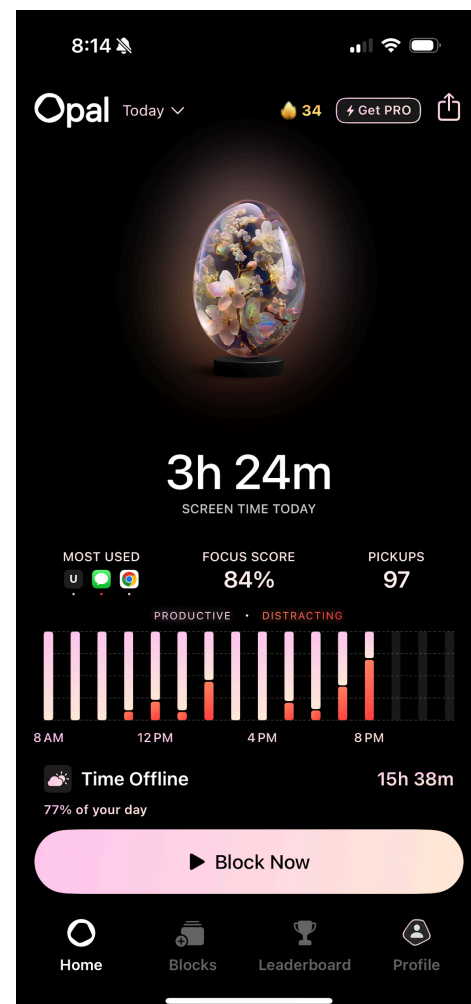 8:14
Opal Today 34 Get PRO
3h 24m
SCREEN TIME TODAY
MOST USED FOCUS SCORE PICKUPS
U 84% 97
PRODUCTIVE • DISTRACTING
8 AM 12 PM 4 PM 8 PM
Time Offline 15h 38m
77% of your day
Block Now
Home Blocks Leaderboard Profile